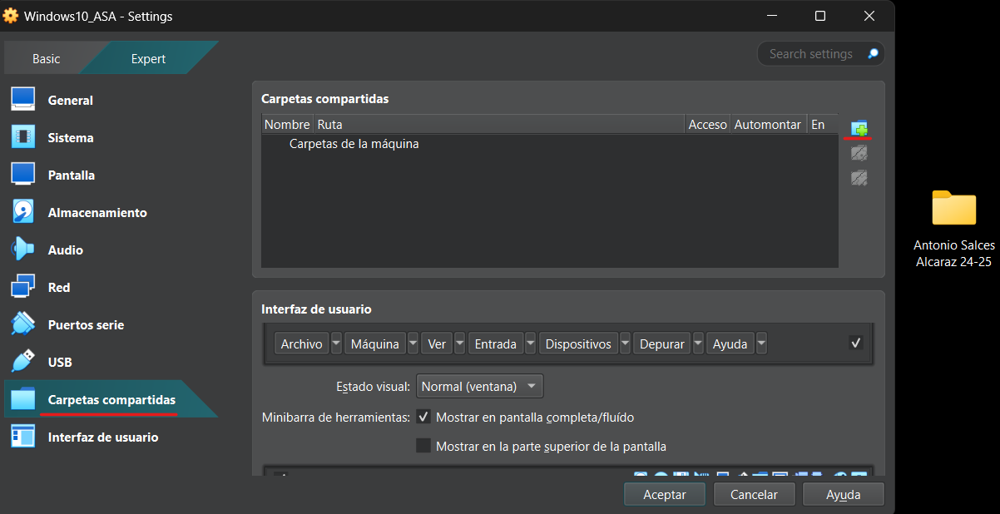 Windows10_ASA - Settings
Basic
Expert
Search settings
General
Sistema
Pantalla
Almacenamiento
Audio
Red
Puertos serie
USB
Carpetas compartidas
Interfaz de usuario
Carpetas compartidas
Nombre Ruta Acceso Automontar En
Carpetas de la máquina
Interfaz de usuario
Archivo Máquina Ver Entrada Dispositivos Depurar Ayuda
Estado visual: Normal (ventana)
Minibarra de herramientas: Mostrar en pantalla completa/fluído
Mostrar en la parte superior de la pantalla
Aceptar Cancelar Ayuda
Antonio Salces
Alcaraz 24-25